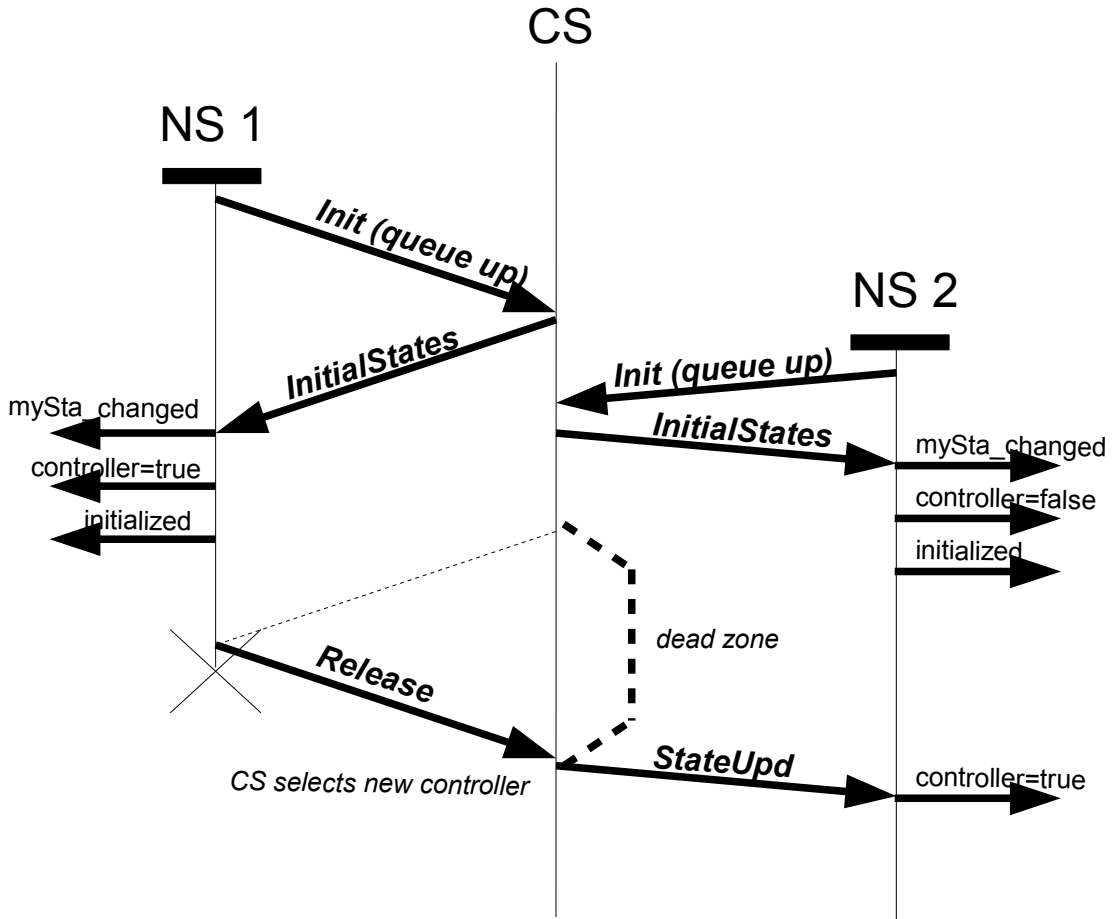 CS
NS 1
Init (queue up)
NS 2
InitialStates
Init (queue up)
mySta_changed
InitialStates
mySta_changed
controller=true
controller=false
initialized
initialized
dead zone
Release
StateUpd
CS selects new controller
controller=true